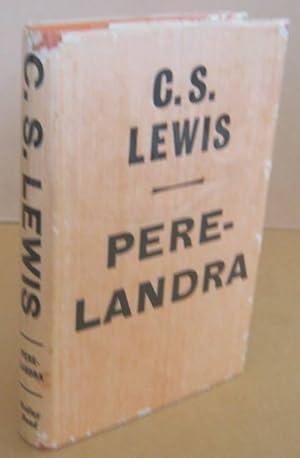 C. S.
LEWIS
PERE-
LANDRA
C. S. LEWIS
PERE-
LANDRA